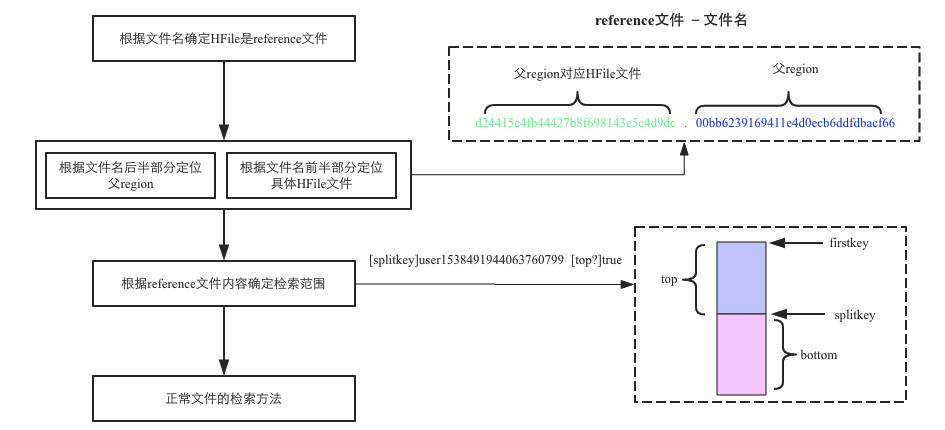 reference文件 – 文件名
根据文件名确定HFile是reference文件
父region对应HFile文件
父region
d24415c4fb44427b8f698143e5c4d9dc . 00bb6239169411e4d0ecb6ddfdbacf66
根据文件名后半部分定位
父region
根据文件名前半部分定位
具体HFile文件
[splitkey]user1538491944063760799 [top?]true
根据reference文件内容确定检索范围
firstkey
top
splitkey
bottom
正常文件的检索方法